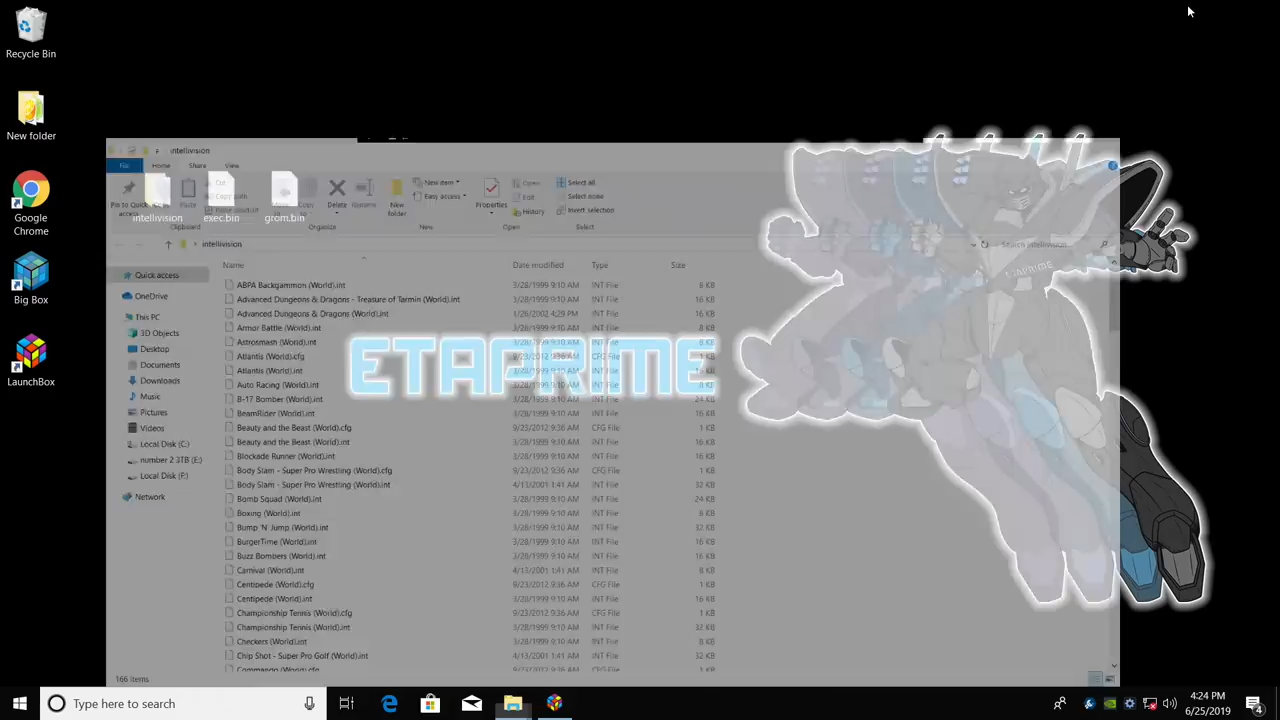 Recycle Bin
New folder
Google
Chrome
Big Box
LaunchBox
intellivision
exec.bin
grom.bin
intellivision
File
Home
Share
View
Paste
Cut
Copy path
Delete
Rename
New
folder
New item
Easy access
Properties
Open
Edit
History
Select all
Select none
Invert selection
Clipboard
Organize
New
Open
Select
intellivision
Search intellivision
Name
Date modified
Type
Size
Quick access
OneDrive
This PC
3D Objects
Desktop
Documents
Downloads
Music
Pictures
Videos
Local Disk (C:)
number 2 3TB (E:)
Local Disk (F:)
Network
ABPA Backgammon (World).int 3/28/1999 9:10 AM INT File 8 KB
Advanced Dungeons & Dragons - Treasure of Tarmin (World).int 3/28/1999 9:10 AM INT File 16 KB
Advanced Dungeons & Dragons (World).int 1/26/2002 4:29 PM INT File 16 KB
Armor Battle (World).int 3/28/1999 9:10 AM INT File 8 KB
Astrosmash (World).int 3/28/1999 9:10 AM INT File 8 KB
Atlantis (World).cfg 9/23/2012 9:36 AM CFG File 1 KB
Atlantis (World).int 3/28/1999 9:10 AM INT File 16 KB
Auto Racing (World).int 3/28/1999 9:10 AM INT File 8 KB
B-17 Bomber (World).int 3/28/1999 9:10 AM INT File 24 KB
BeamRider (World).int 3/28/1999 9:10 AM INT File 16 KB
Beauty and the Beast (World).cfg 9/23/2012 9:36 AM CFG File 1 KB
Beauty and the Beast (World).int 3/28/1999 9:10 AM INT File 16 KB
Blockade Runner (World).int 3/28/1999 9:10 AM INT File 16 KB
Body Slam - Super Pro Wrestling (World).cfg 9/23/2012 9:36 AM CFG File 1 KB
Body Slam - Super Pro Wrestling (World).int 4/13/2001 1:41 AM INT File 32 KB
Bomb Squad (World).int 3/28/1999 9:10 AM INT File 24 KB
Boxing (World).int 3/28/1999 9:10 AM INT File 8 KB
Bump 'N' Jump (World).int 3/28/1999 9:10 AM INT File 32 KB
BurgerTime (World).int 3/28/1999 9:10 AM INT File 16 KB
Buzz Bombers (World).int 3/28/1999 9:10 AM INT File 16 KB
Carnival (World).int 4/13/2001 1:41 AM INT File 8 KB
Centipede (World).cfg 9/23/2012 9:36 AM CFG File 1 KB
Centipede (World).int 3/28/1999 9:10 AM INT File 16 KB
Championship Tennis (World).cfg 9/23/2012 9:36 AM CFG File 1 KB
Championship Tennis (World).int 3/28/1999 9:10 AM INT File 32 KB
Checkers (World).int 3/28/1999 9:10 AM INT File 8 KB
Chip Shot - Super Pro Golf (World).int 4/13/2001 1:41 AM INT File 32 KB
Commando (World).cfg 9/23/2012 9:36 AM CFG File 1 KB
ETAPRIME
ETAPRIME
166 items
Type here to search
4:24 PM
6/25/2019
4